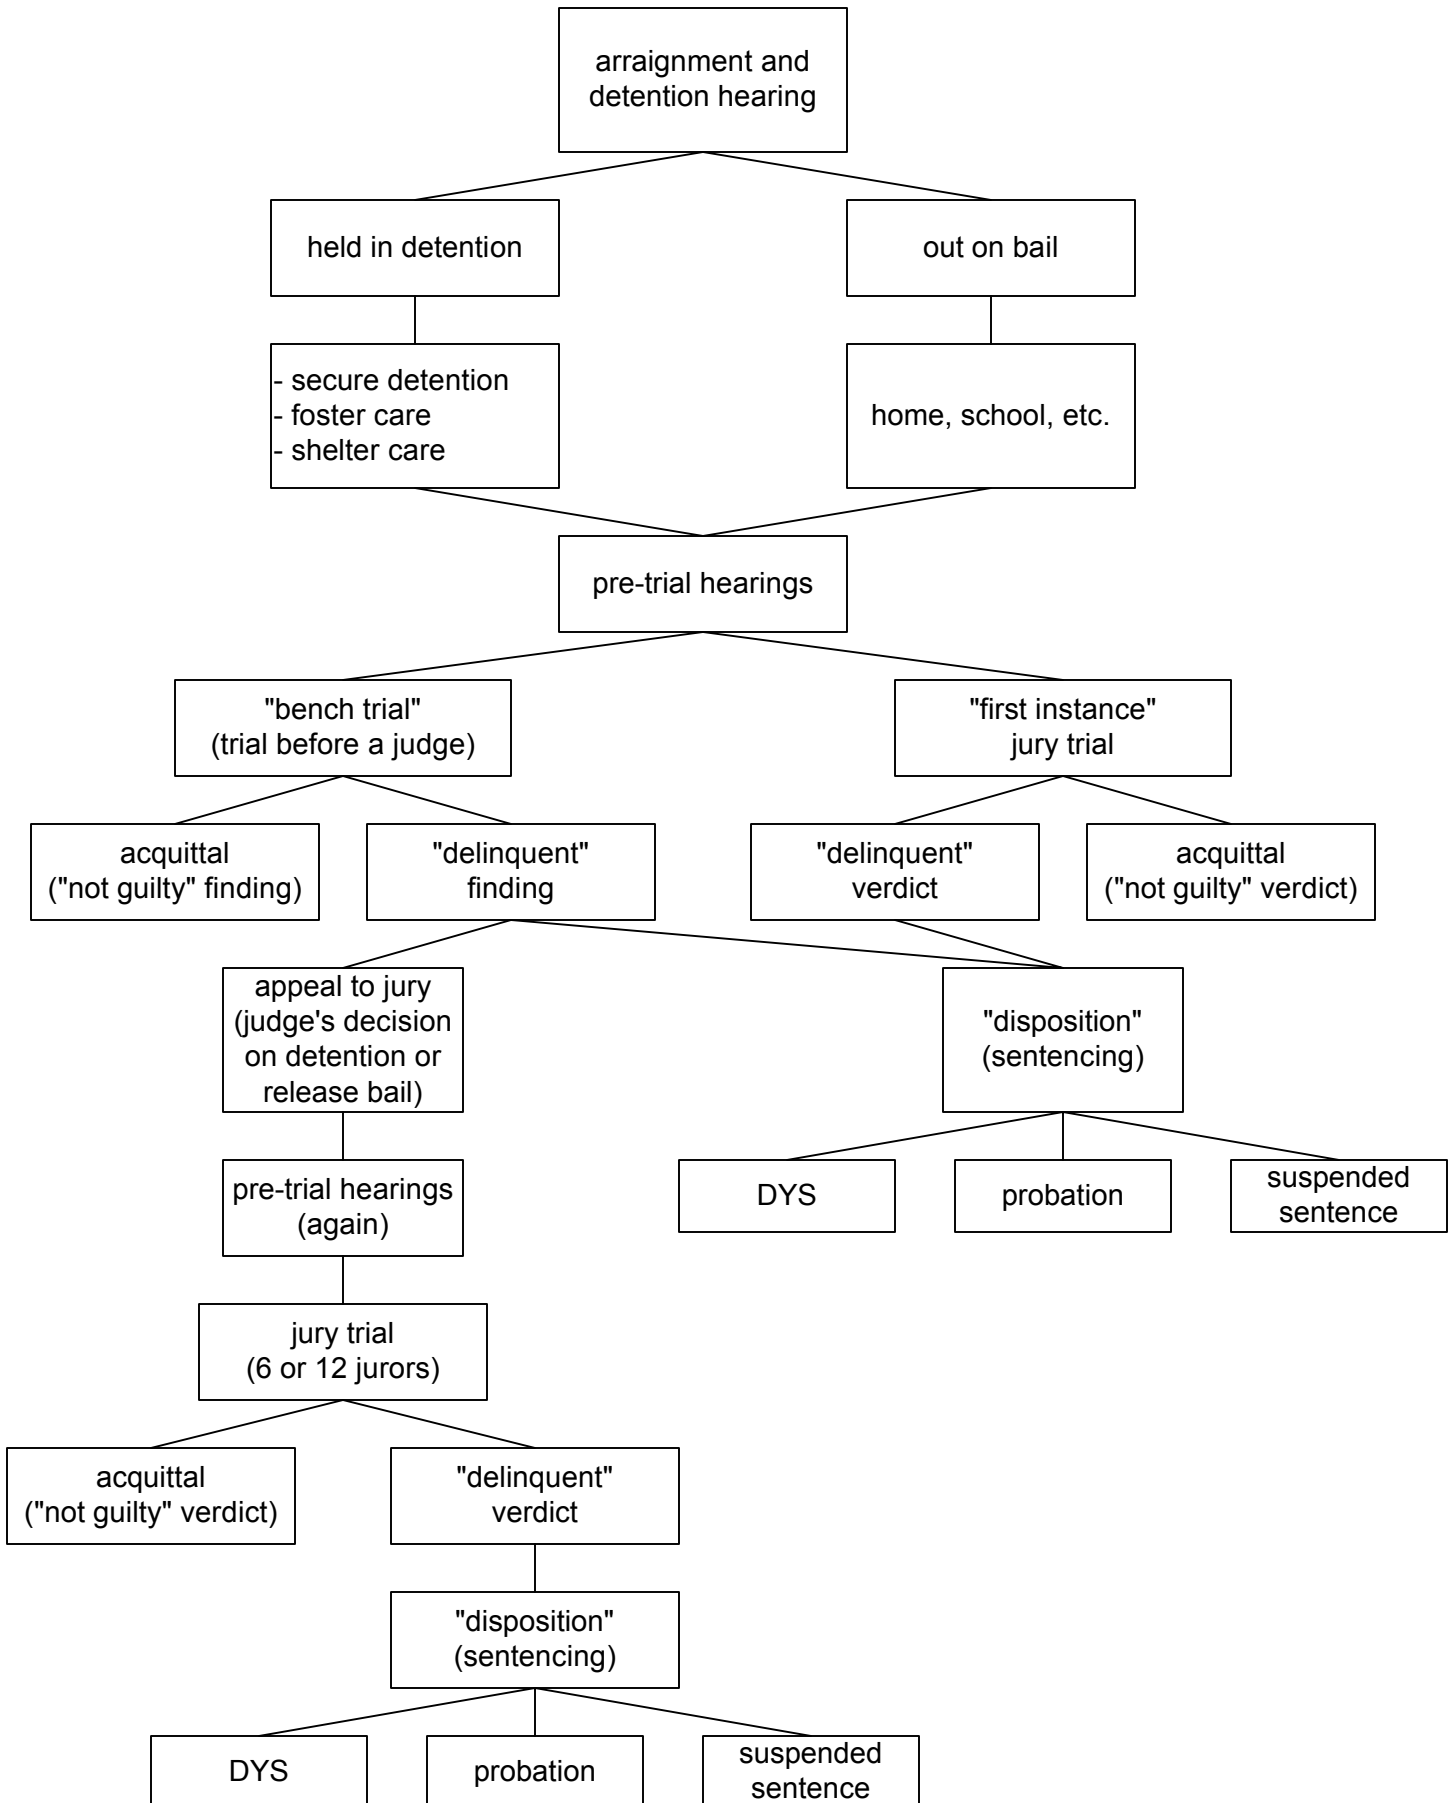 arraignment and
detention hearing
held in detention
out on bail
- secure detention
- foster care
- shelter care
home, school, etc.
pre-trial hearings
"bench trial"
(trial before a judge)
"first instance"
jury trial
acquittal
("not guilty" finding)
"delinquent"
finding
"delinquent"
verdict
acquittal
("not guilty" verdict)
appeal to jury
(judge's decision
on detention or
release bail)
"disposition"
(sentencing)
pre-trial hearings
(again)
DYS
probation
suspended
sentence
jury trial
(6 or 12 jurors)
acquittal
("not guilty" verdict)
"delinquent"
verdict
"disposition"
(sentencing)
DYS
probation
suspended
sentence